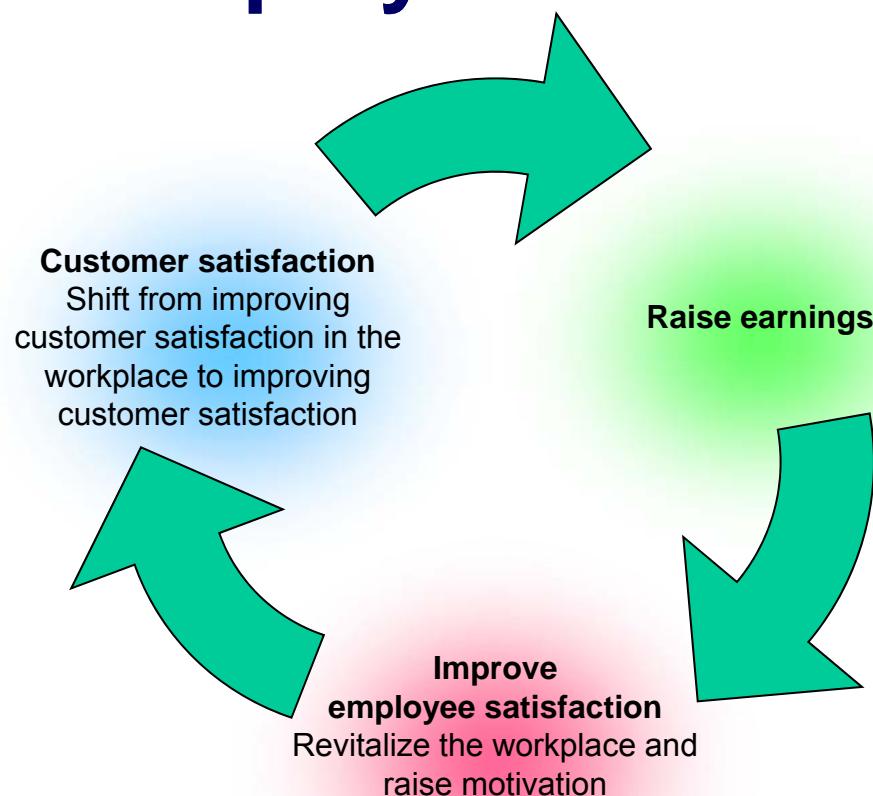 Customer satisfaction
Shift from improving
customer satisfaction in the
workplace to improving
customer satisfaction
Raise earnings
Improve
employee satisfaction
Revitalize the workplace and
raise motivation